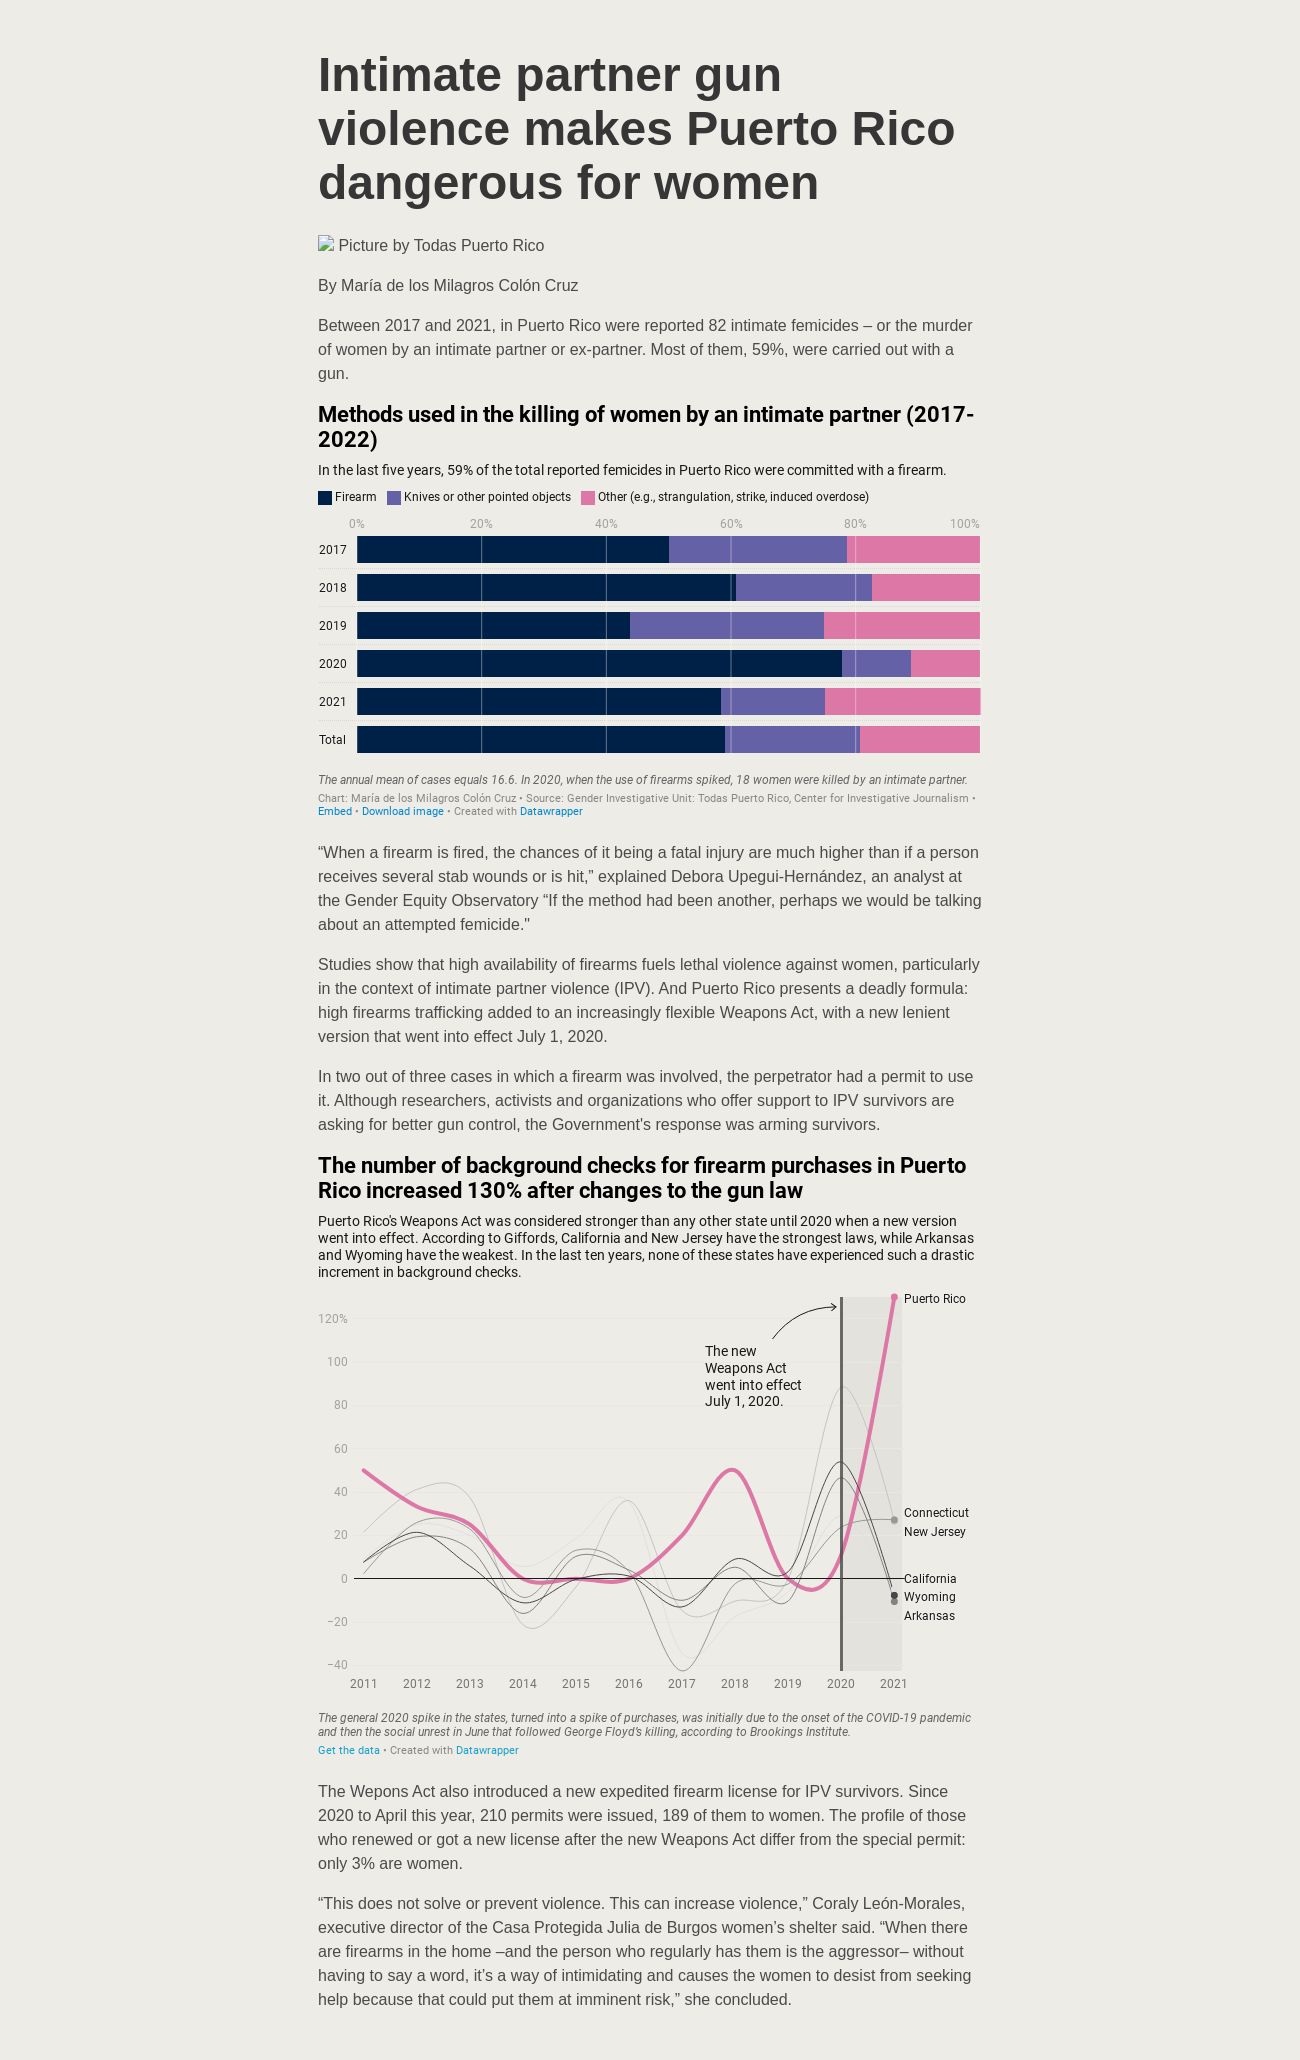 Intimate partner gun
violence makes Puerto Rico
dangerous for women
Picture by Todas Puerto Rico
By María de los Milagros Colón Cruz
Between 2017 and 2021, in Puerto Rico were reported 82 intimate femicides – or the murder
of women by an intimate partner or ex-partner. Most of them, 59%, were carried out with a
gun.
Methods used in the killing of women by an intimate partner (2017-
2022)
In the last five years, 59% of the total reported femicides in Puerto Rico were committed with a firearm.
Firearm Knives or other pointed objects Other (e.g., strangulation, strike, induced overdose)
0% 20% 40% 60% 80% 100%
2017
2018
2019
2020
2021
Total
The annual mean of cases equals 16.6. In 2020, when the use of firearms spiked, 18 women were killed by an intimate partner.
Chart: María de los Milagros Colón Cruz • Source: Gender Investigative Unit: Todas Puerto Rico, Center for Investigative Journalism •
Embed • Download image • Created with Datawrapper
“When a firearm is fired, the chances of it being a fatal injury are much higher than if a person
receives several stab wounds or is hit,” explained Debora Upegui-Hernández, an analyst at
the Gender Equity Observatory “If the method had been another, perhaps we would be talking
about an attempted femicide."
Studies show that high availability of firearms fuels lethal violence against women, particularly
in the context of intimate partner violence (IPV). And Puerto Rico presents a deadly formula:
high firearms trafficking added to an increasingly flexible Weapons Act, with a new lenient
version that went into effect July 1, 2020.
In two out of three cases in which a firearm was involved, the perpetrator had a permit to use
it. Although researchers, activists and organizations who offer support to IPV survivors are
asking for better gun control, the Government's response was arming survivors.
The number of background checks for firearm purchases in Puerto
Rico increased 130% after changes to the gun law
Puerto Rico's Weapons Act was considered stronger than any other state until 2020 when a new version
went into effect. According to Giffords, California and New Jersey have the strongest laws, while Arkansas
and Wyoming have the weakest. In the last ten years, none of these states have experienced such a drastic
increment in background checks.
Puerto Rico
120%
The new
Weapons Act
went into effect
July 1, 2020.
100
80
60
40
20
0
−20
−40
Connecticut
New Jersey
California
Wyoming
Arkansas
2011 2012 2013 2014 2015 2016 2017 2018 2019 2020 2021
The general 2020 spike in the states, turned into a spike of purchases, was initially due to the onset of the COVID-19 pandemic
and then the social unrest in June that followed George Floyd’s killing, according to Brookings Institute.
Get the data • Created with Datawrapper
The Wepons Act also introduced a new expedited firearm license for IPV survivors. Since
2020 to April this year, 210 permits were issued, 189 of them to women. The profile of those
who renewed or got a new license after the new Weapons Act differ from the special permit:
only 3% are women.
“This does not solve or prevent violence. This can increase violence,” Coraly León-Morales,
executive director of the Casa Protegida Julia de Burgos women’s shelter said. “When there
are firearms in the home –and the person who regularly has them is the aggressor– without
having to say a word, it’s a way of intimidating and causes the women to desist from seeking
help because that could put them at imminent risk,” she concluded.